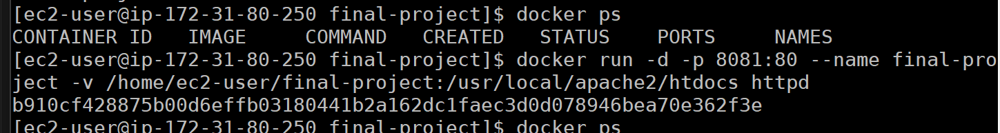 [ec2-user@ip-172-31-80-250 final-project]$ docker ps
CONTAINER ID   IMAGE     COMMAND   CREATED   STATUS    PORTS     NAMES
[ec2-user@ip-172-31-80-250 final-project]$ docker run -d -p 8081:80 --name final-pro
ject -v /home/ec2-user/final-project:/usr/local/apache2/htdocs httpd
b910cf428875b00d6effb03180441b2a162dc1faec3d0d078946bea70e362f3e
[ec2-user@ip-172-31-80-250 final-project]$ docker ps